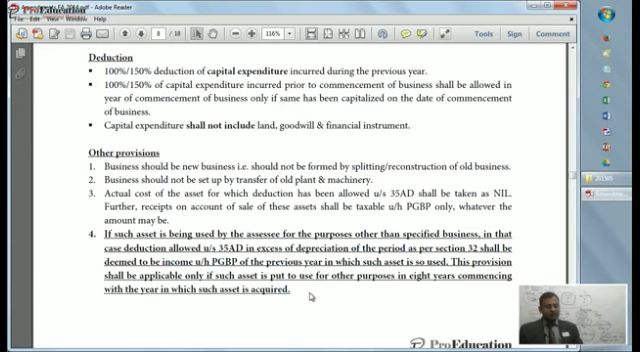 ProEducation
- Adobe Reader
File Edit View Window Help
8 / 18
116%
Tools Sign Comment
Deduction
▪ 100%/150% deduction of capital expenditure incurred during the previous year.
▪ 100%/150% of capital expenditure incurred prior to commencement of business shall be allowed in
year of commencement of business only if same has been capitalized on the date of commencement
of business.
▪ Capital expenditure shall not include land, goodwill & financial instrument.
Other provisions
1. Business should be new business i.e. should not be formed by splitting/reconstruction of old business.
2. Business should not be set up by transfer of old plant & machinery.
3. Actual cost of the asset for which deduction has been allowed u/s 35AD shall be taken as NIL.
Further, receipts on account of sale of these assets shall be taxable u/h PGBP only, whatever the
amount may be.
4. If such asset is being used by the assessee for the purposes other than specified business, in that
case deduction allowed u/s 35AD in excess of depreciation of the period as per section 32 shall be
deemed to be income u/h PGBP of the previous year in which such asset is so used. This provision
shall be applicable only if such asset is put to use for other purposes in eight years commencing
with the year in which such asset is acquired.
ProEducation